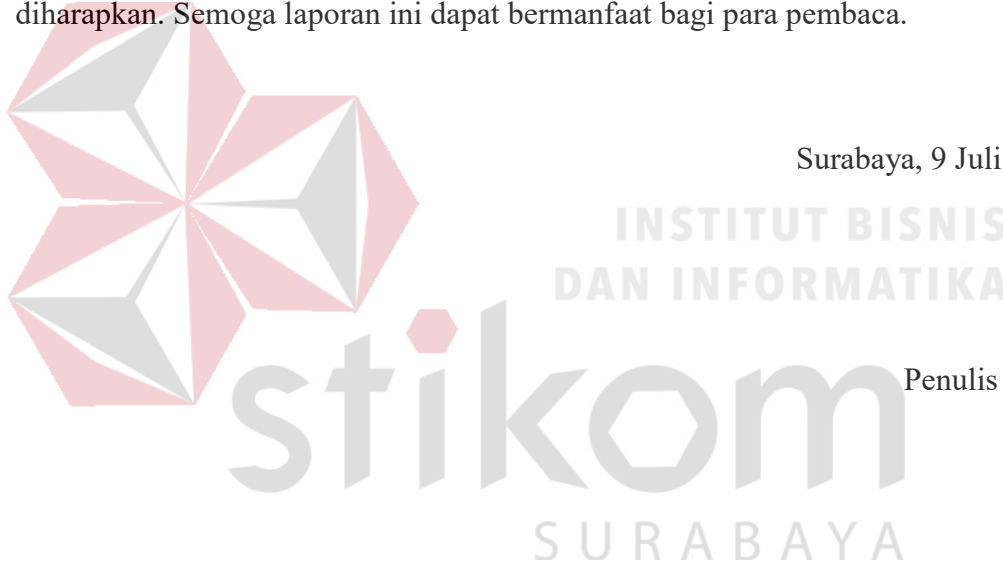 diharapkan. Semoga laporan ini dapat bermanfaat bagi para pembaca.
Surabaya, 9 Juli
INSTITUT BISNIS
DAN INFORMATIKA
stikom
Penulis
SURABAYA